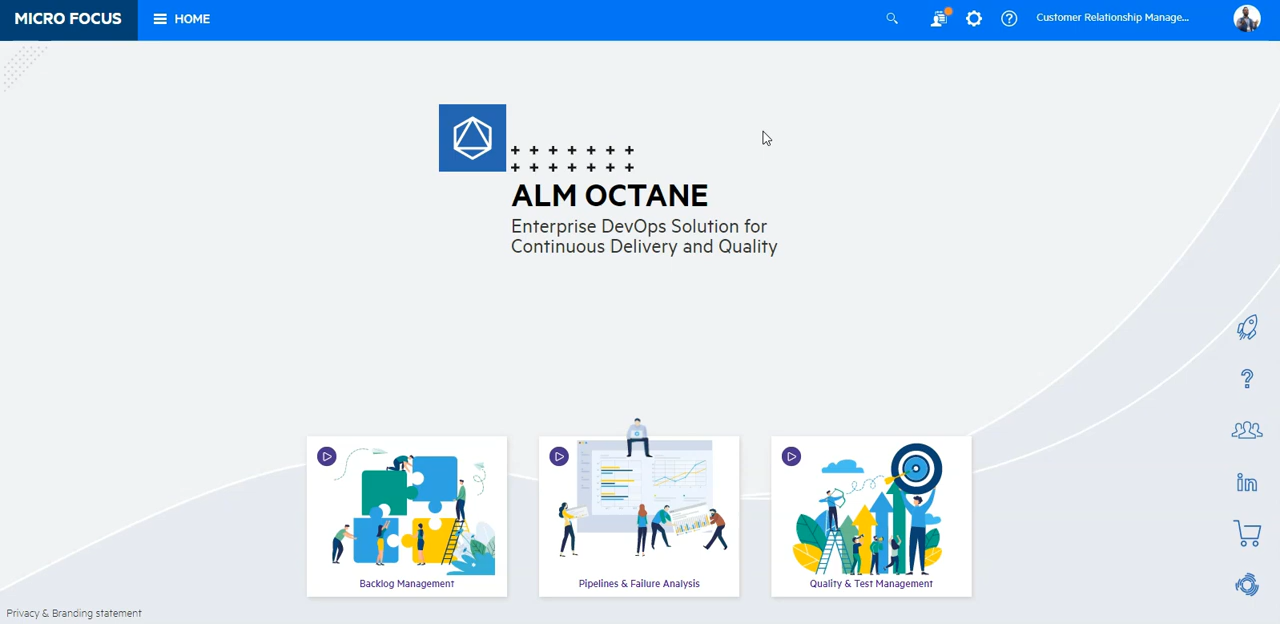 MICRO FOCUS
HOME
Customer Relationship Manage...
ALM OCTANE
Enterprise DevOps Solution for
Continuous Delivery and Quality
Backlog Management
Pipelines & Failure Analysis
Quality & Test Management
Privacy & Branding statement